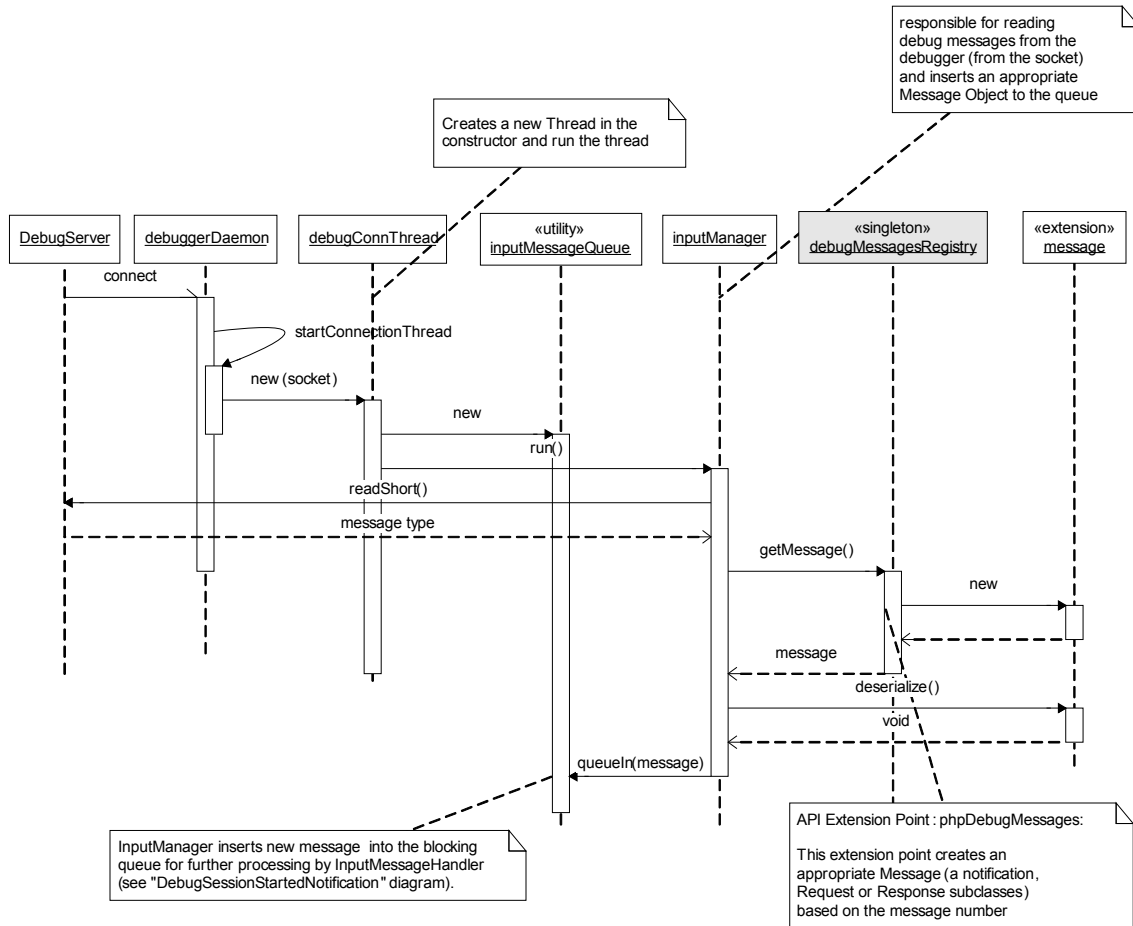 responsible for reading
debug messages from the
debugger (from the socket)
and inserts an appropriate
Message Object to the queue
Creates a new Thread in the
constructor and run the thread
DebugServer
debuggerDaemon
debugConnThread
«utility»
inputMessageQueue
inputManager
«singleton»
debugMessagesRegistry
«extension»
message
connect
startConnectionThread
new (socket)
new
run()
readShort()
message type
getMessage()
new
message
deserialize()
void
queueIn(message)
InputManager inserts new message into the blocking
queue for further processing by InputMessageHandler
(see "DebugSessionStartedNotification" diagram).
API Extension Point : phpDebugMessages:
This extension point creates an
appropriate Message (a notification,
Request or Response subclasses)
based on the message number